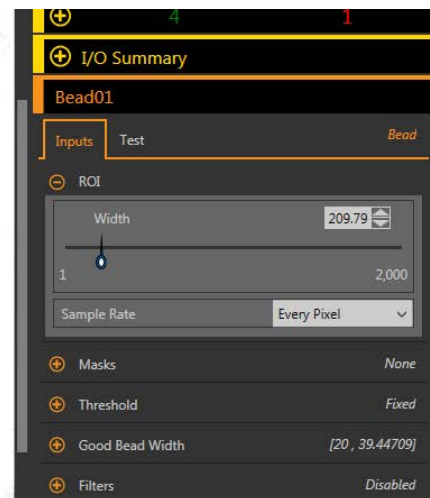 4 1
I/O Summary
Bead01
Inputs Test Bead
ROI
Width 209.79
1 2,000
Sample Rate Every Pixel
Masks None
Threshold Fixed
Good Bead Width [20 , 39.44709]
Filters Disabled